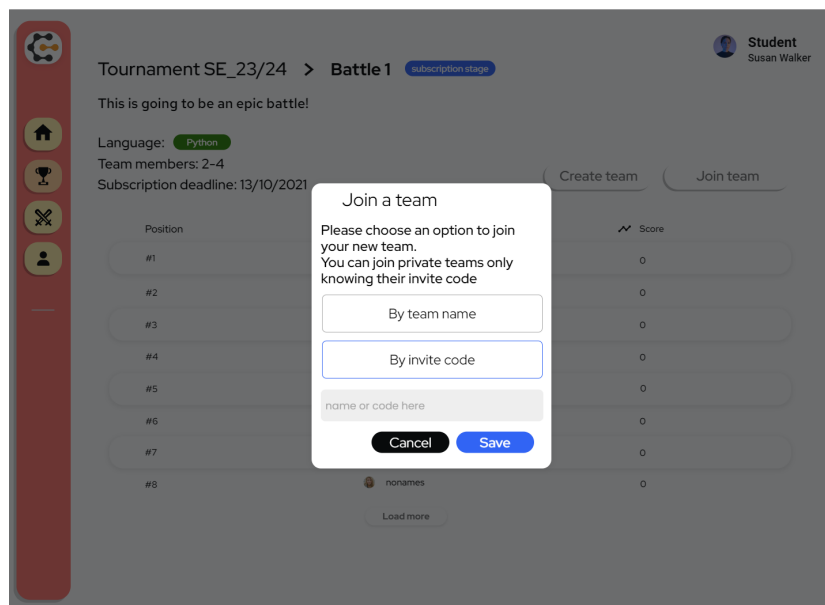 Student
Susan Walker
Tournament SE_23/24 > Battle 1 subscription stage
This is going to be an epic battle!
Language: Python
Team members: 2-4
Subscription deadline: 13/10/2021
Create team Join team
Join a team
Please choose an option to join
your new team.
You can join private teams only
knowing their invite code
By team name
By invite code
name or code here
Cancel Save
Position Score
#1 0
#2 0
#3 0
#4 0
#5 0
#6 0
#7 0
#8 nonames 0
Load more